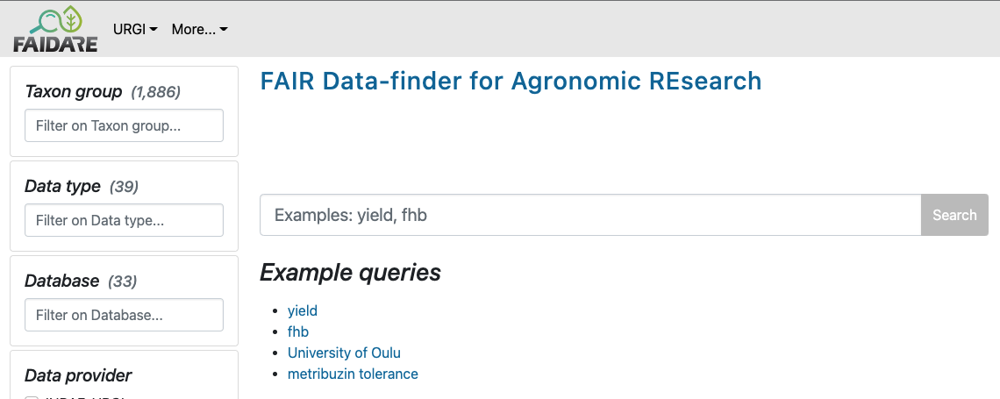 FAIDARE
URGI
More...
Taxon group (1,886)
Filter on Taxon group...
Data type (39)
Filter on Data type...
Database (33)
Filter on Database...
Data provider
FAIR Data-finder for Agronomic REsearch
Examples: yield, fhb
Search
Example queries
yield
fhb
University of Oulu
metribuzin tolerance